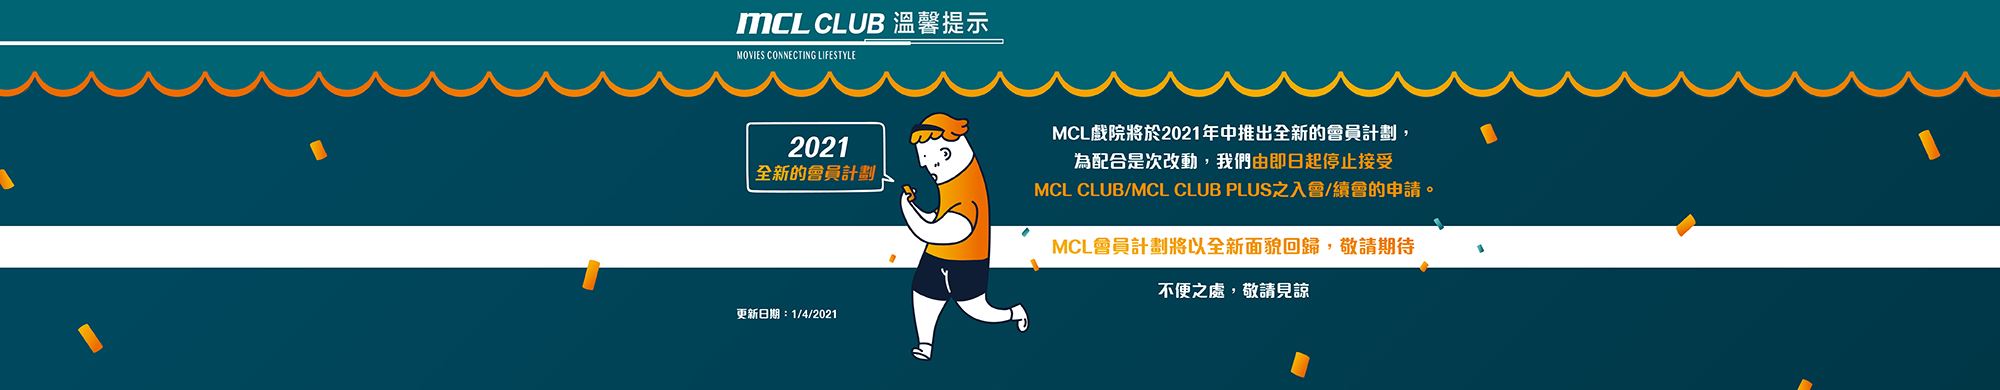 MCL CLUB 溫馨提示
MOVIES CONNECTING LIFESTYLE
2021
全新的會員計劃
MCL戲院將於2021年中推出全新的會員計劃，
為配合是次改動，我們由即日起停止接受
MCL CLUB/MCL CLUB PLUS之入會/續會的申請。
MCL會員計劃將以全新面貌回歸，敬請期待
不便之處，敬請見諒
更新日期：1/4/2021